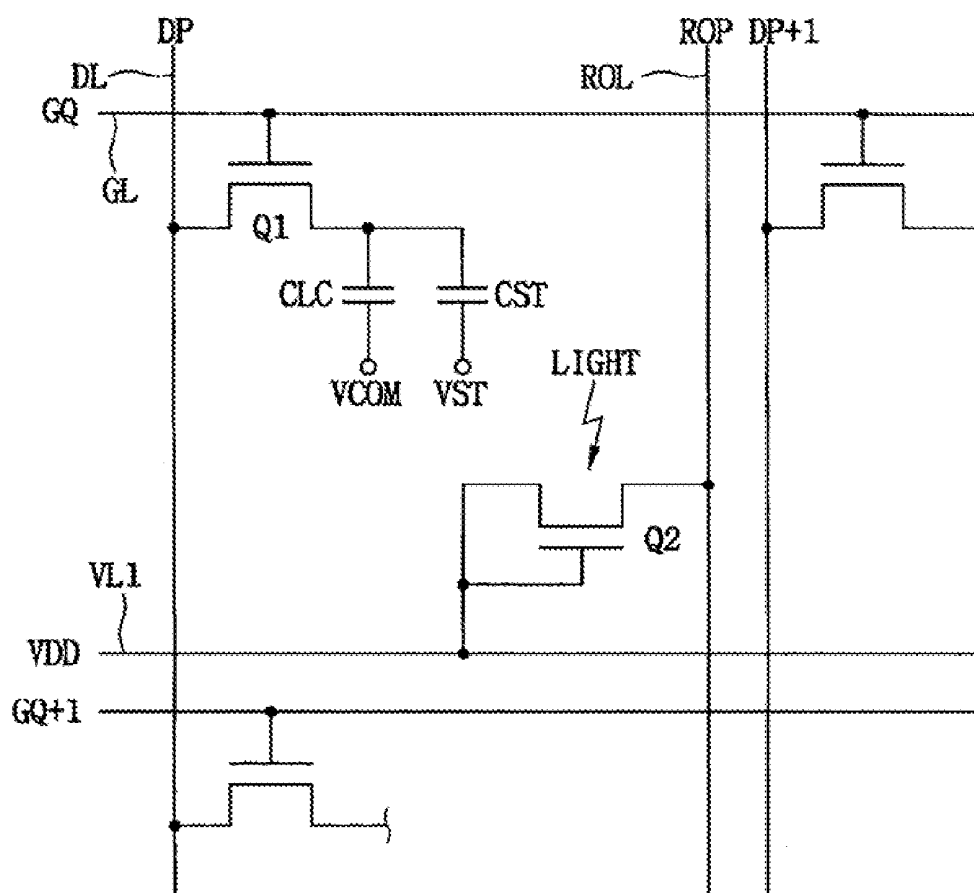 DP
ROP DP+1
DL
ROL
GQ
GL
Q1
CLC
CST
VCOM
VST
LIGHT
Q2
VL1
VDD
GQ+1